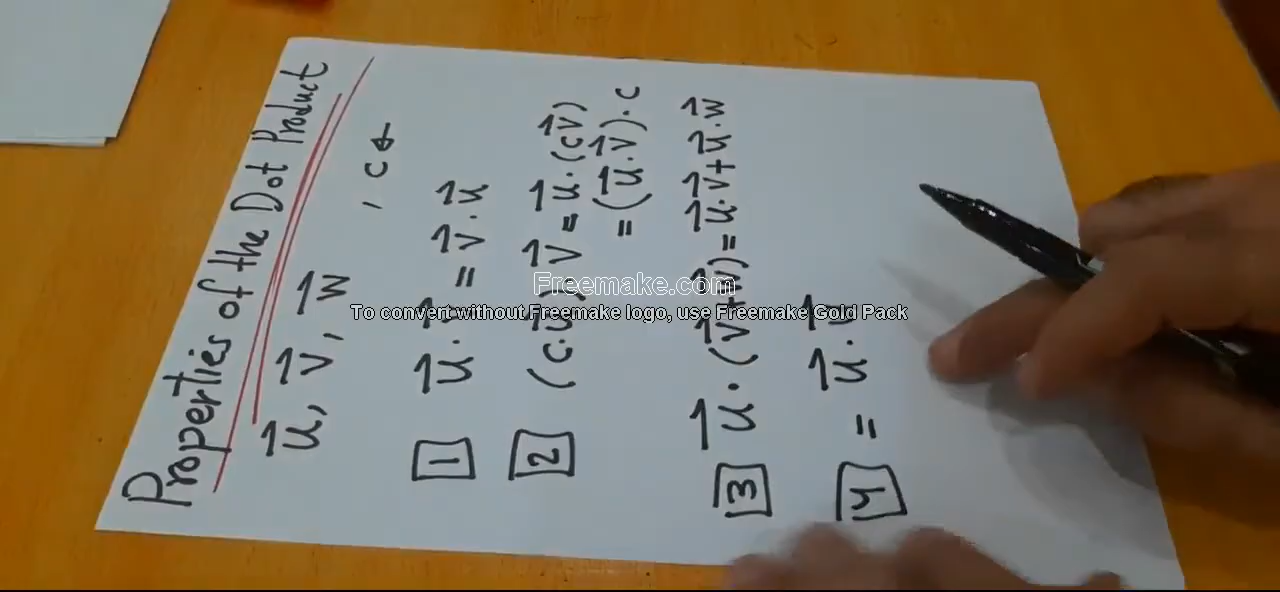 Properties of the Dot Product
u⃗, v⃗, w⃗ , c
1 u⃗ · v⃗ = v⃗ · u⃗
2 (c·u⃗)·v⃗ = u⃗·(cv⃗)
= (u⃗·v⃗)·c
3 u⃗ · (v⃗+w⃗) = u⃗·v⃗ + u⃗·w⃗
4 = u⃗·v⃗
Freemake.com
To convert without Freemake logo, use Freemake Gold Pack